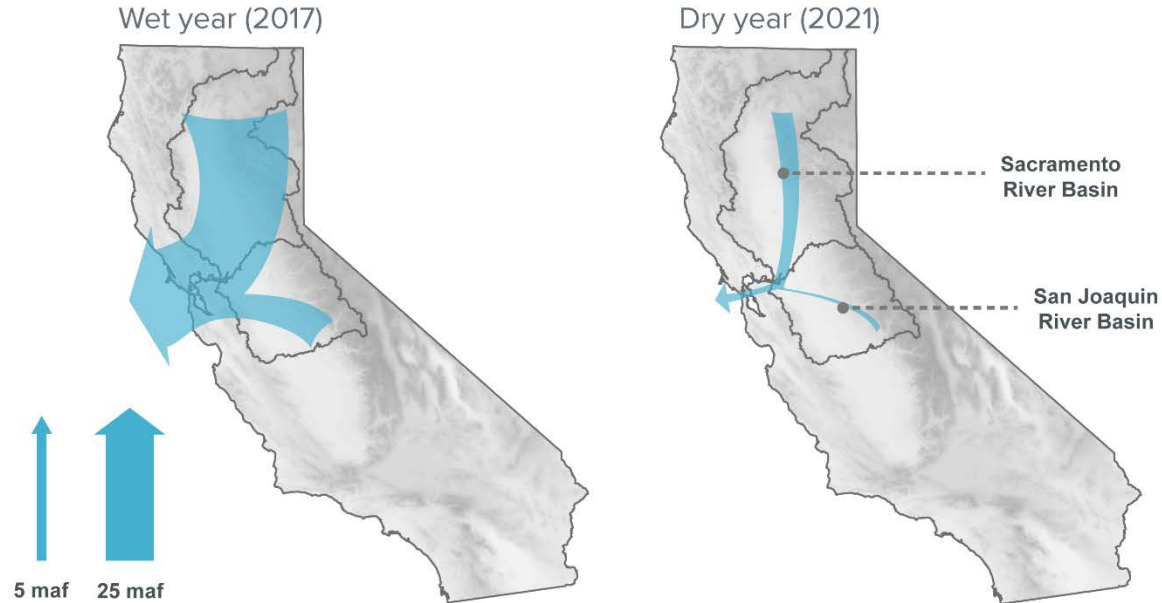 Wet year (2017)
Dry year (2021)
Sacramento
River Basin
San Joaquin
River Basin
5 maf
25 maf